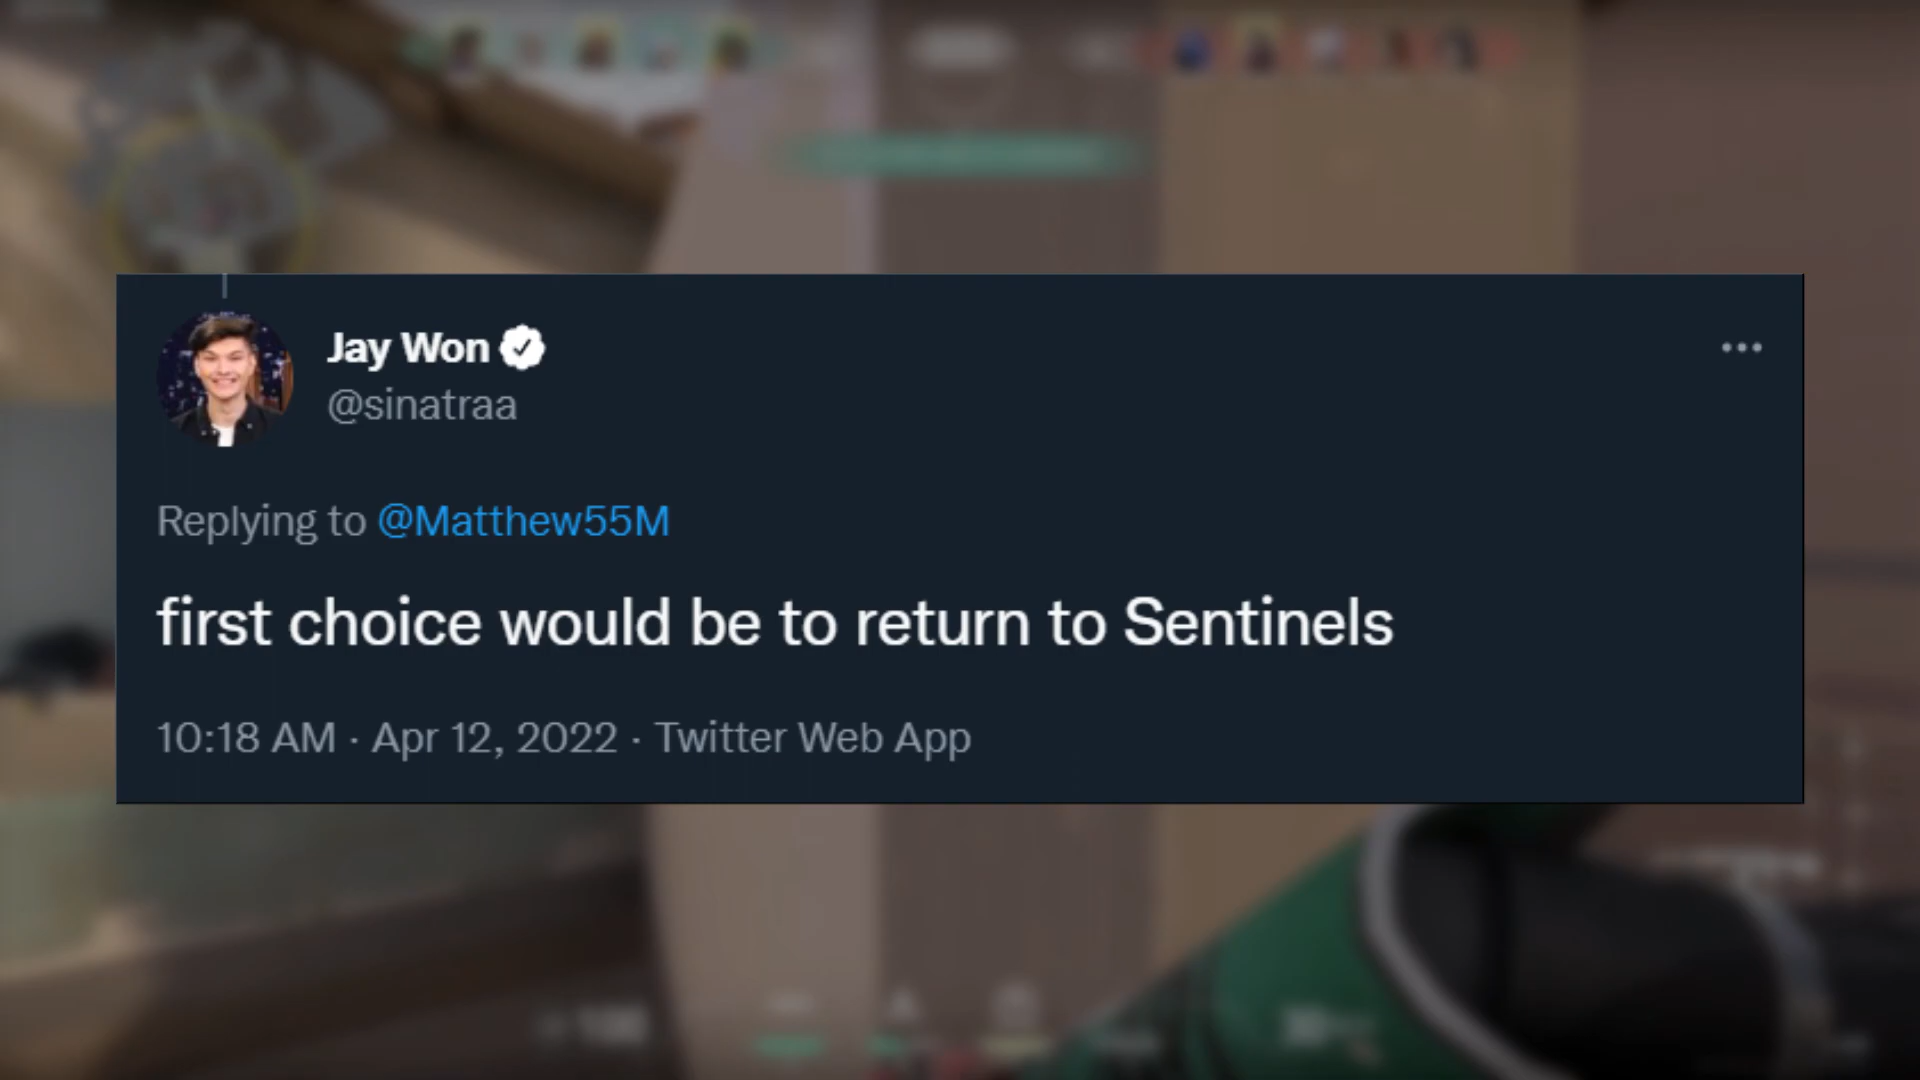 Jay Won
@sinatraa
Replying to @Matthew55M
first choice would be to return to Sentinels
10:18 AM · Apr 12, 2022 · Twitter Web App